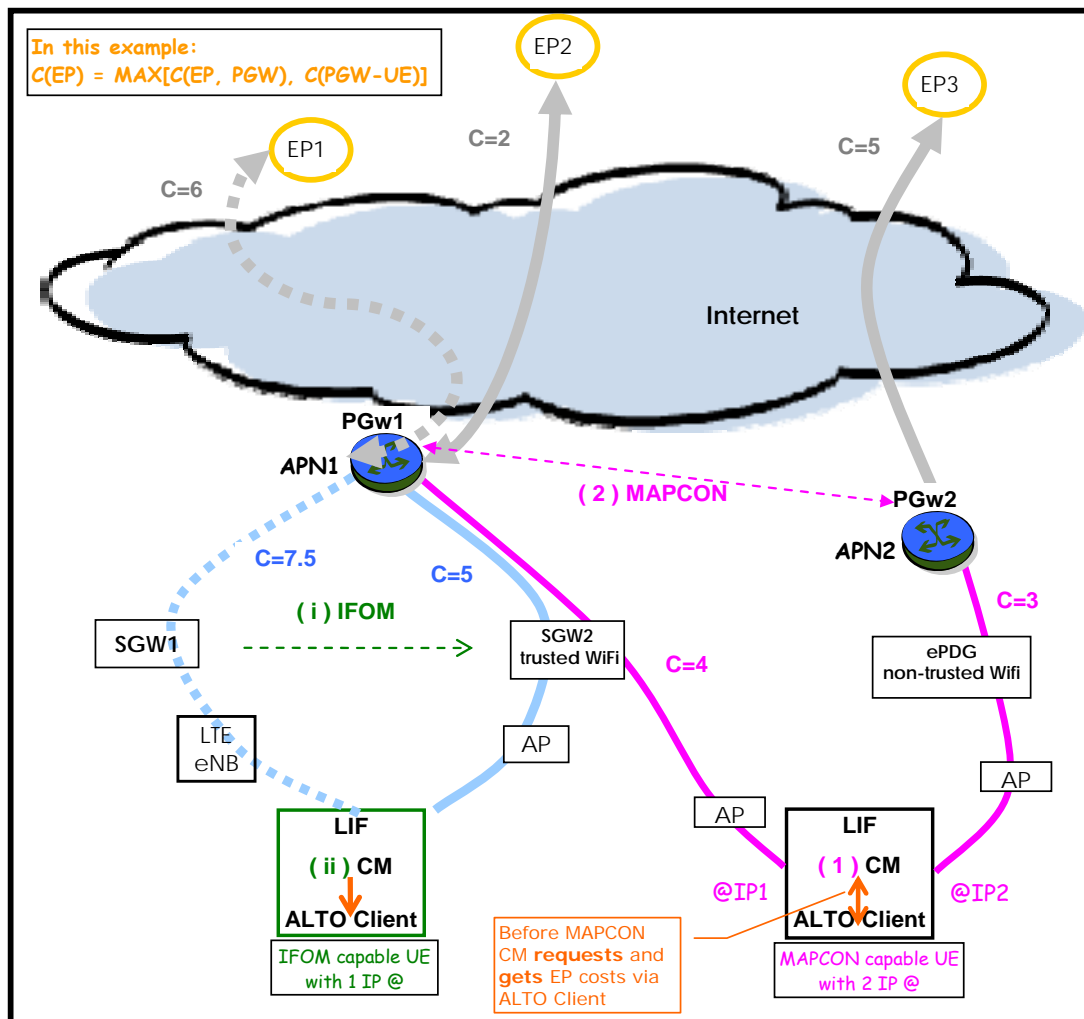 In this example:
C(EP) = MAX[C(EP, PGW), C(PGW-UE)]
EP2
EP3
EP1
C=2
C=5
C=6
Internet
PGw1
APN1
( 2 ) MAPCON
PGw2
APN2
C=7.5
C=5
C=3
( i ) IFOM
SGW1
SGW2
trusted WiFi
C=4
ePDG
non-trusted Wifi
LTE
eNB
AP
AP
AP
LIF
( ii ) CM
ALTO Client
LIF
( 1 ) CM
ALTO Client
@IP1
@IP2
IFOM capable UE
with 1 IP @
Before MAPCON
CM requests and
gets EP costs via
ALTO Client
MAPCON capable UE
with 2 IP @